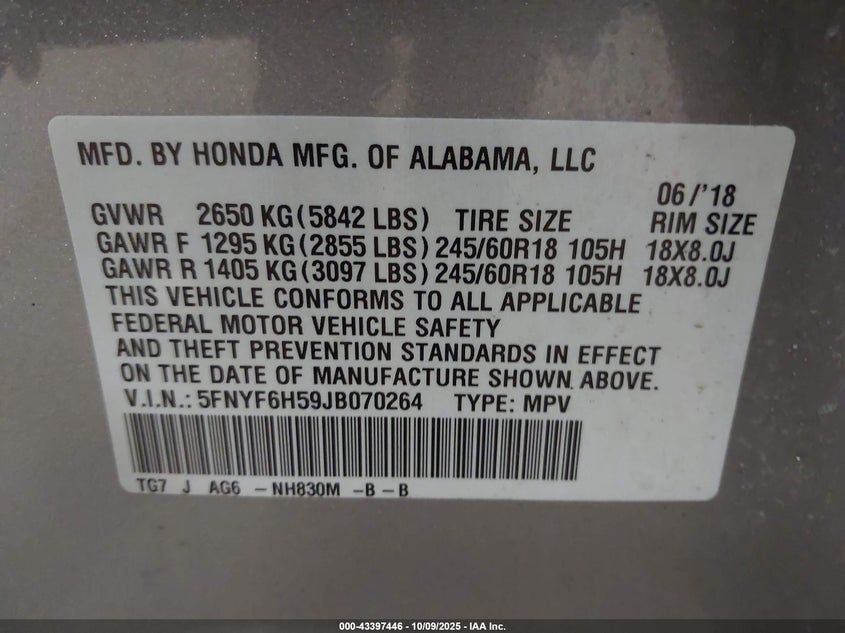 MFD. BY HONDA MFG. OF ALABAMA, LLC
06/'18
GVWR 2650 KG (5842 LBS) TIRE SIZE RIM SIZE
GAWR F 1295 KG (2855 LBS) 245/60R18 105H 18X8.0J
GAWR R 1405 KG (3097 LBS) 245/60R18 105H 18X8.0J
THIS VEHICLE CONFORMS TO ALL APPLICABLE
FEDERAL MOTOR VEHICLE SAFETY
AND THEFT PREVENTION STANDARDS IN EFFECT
ON THE DATE OF MANUFACTURE SHOWN ABOVE.
V.I.N.: 5FNYF6H59JB070264 TYPE: MPV
TG7 J AG6 - NH830M - B - B
000-43397446 - 10/09/2025 - IAA Inc.